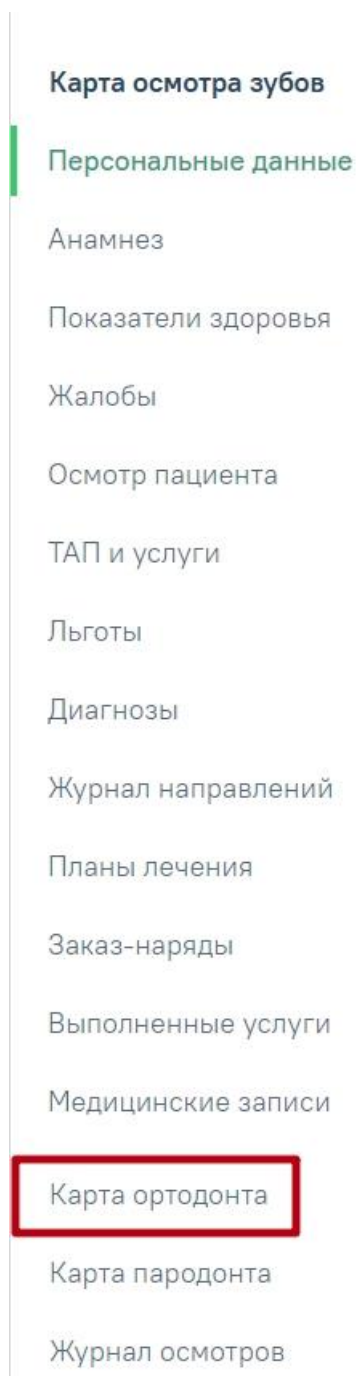 Карта осмотра зубов
Персональные данные
Анамнез
Показатели здоровья
Жалобы
Осмотр пациента
ТАП и услуги
Льготы
Диагнозы
Журнал направлений
Планы лечения
Заказ-наряды
Выполненные услуги
Медицинские записи
Карта ортодонта
Карта пародонта
Журнал осмотров